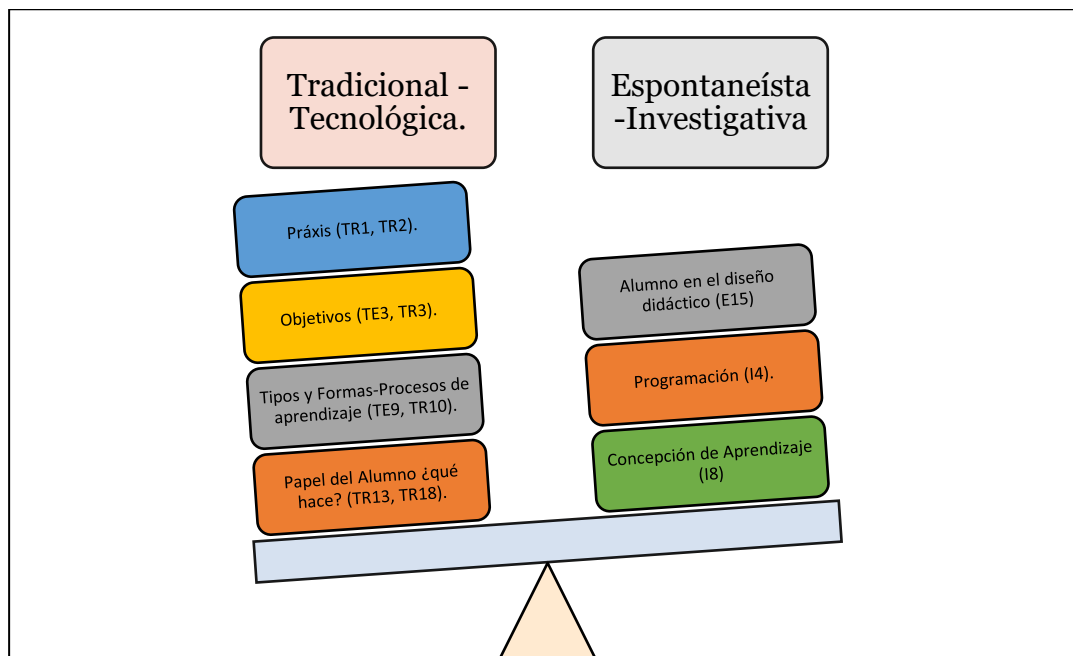 Tradicional -
Tecnológica.
Espontaneísta
-Investigativa
Práxis (TR1, TR2).
Objetivos (TE3, TR3).
Tipos y Formas-Procesos de
aprendizaje (TE9, TR10).
Papel del Alumno ¿qué
hace? (TR13, TR18).
Alumno en el diseño
didáctico (E15)
Programación (I4).
Concepción de Aprendizaje
(I8)